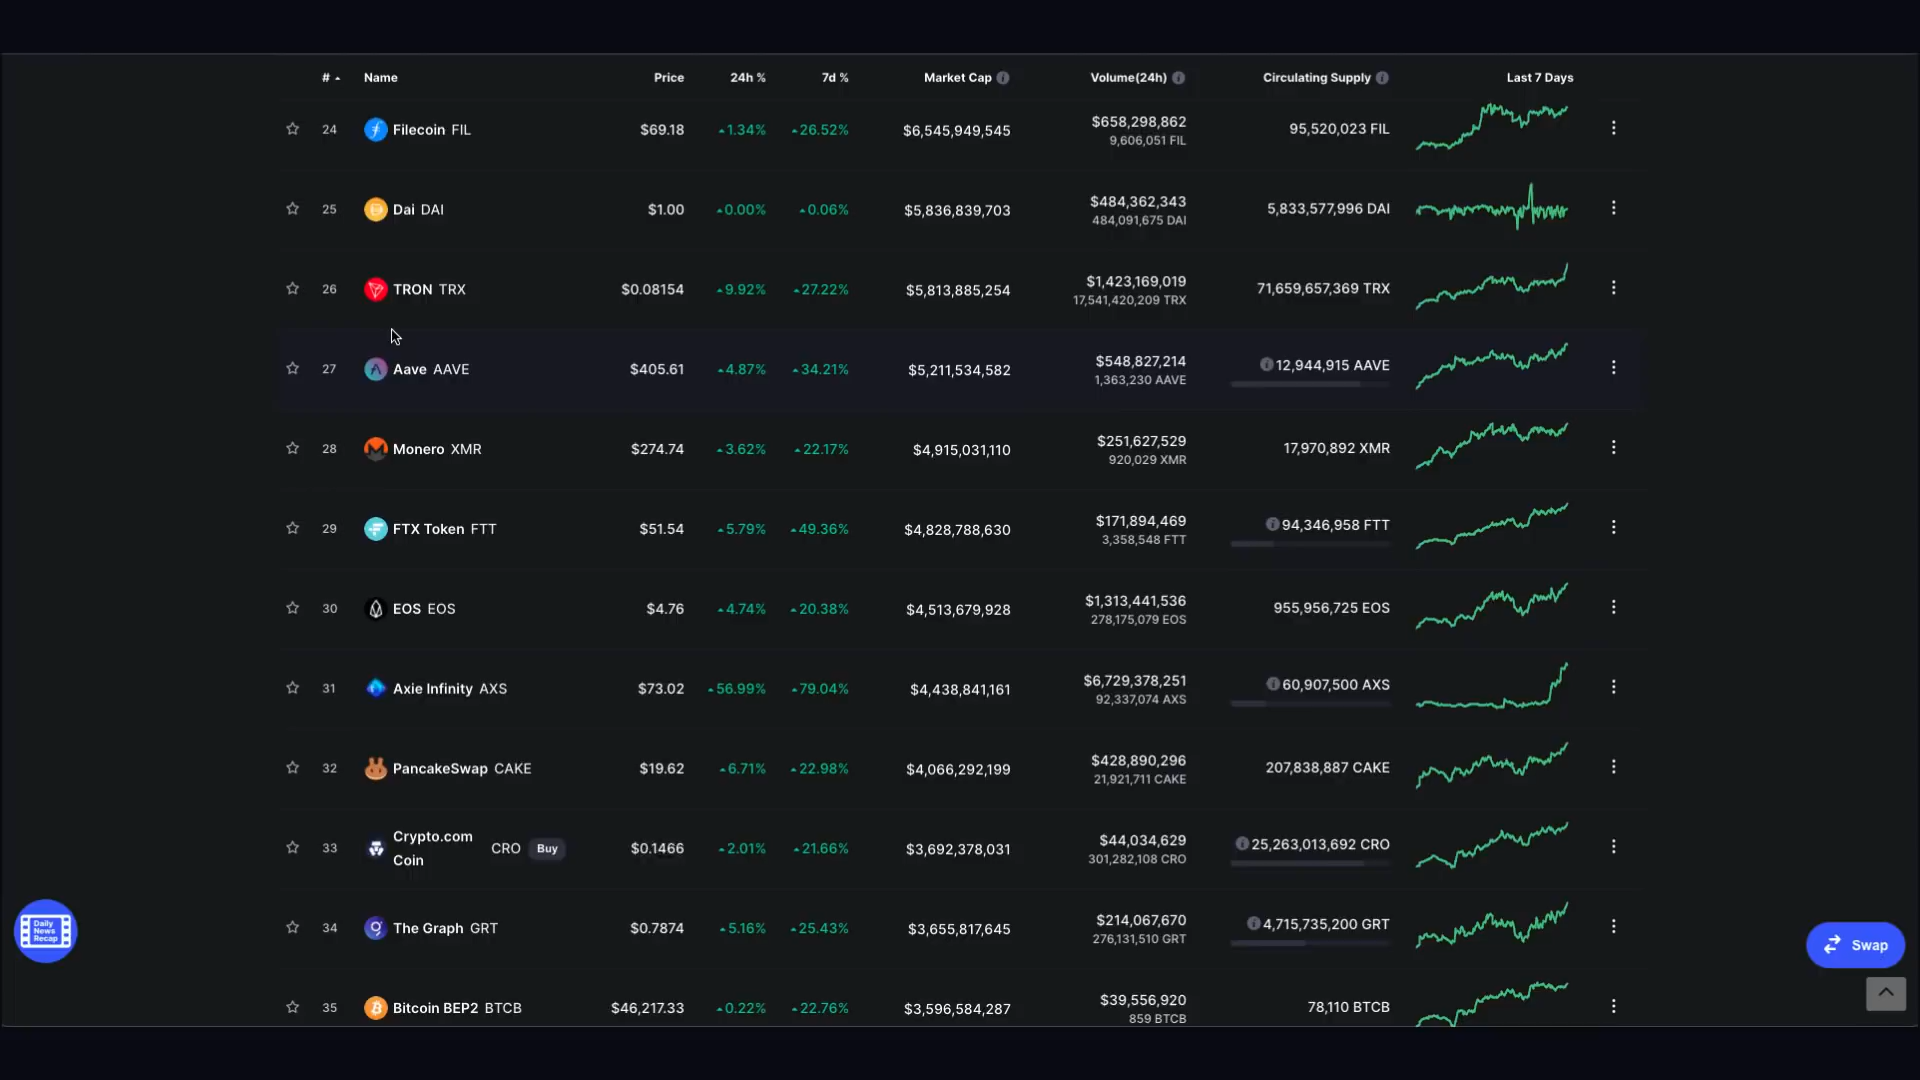 # Name Price 24h % 7d % Market Cap Volume(24h) Circulating Supply Last 7 Days
24 Filecoin FIL $69.18 1.34% 26.52% $6,545,949,545 $658,298,862 95,520,023 FIL
9,606,051 FIL
25 Dai DAI $1.00 0.00% 0.06% $5,836,839,703 $484,362,343 5,833,577,996 DAI
484,091,675 DAI
26 TRON TRX $0.08154 9.92% 27.22% $5,813,885,254 $1,423,169,019 71,659,657,369 TRX
17,541,420,209 TRX
27 Aave AAVE $405.61 4.87% 34.21% $5,211,534,582 $548,827,214 12,944,915 AAVE
1,363,230 AAVE
28 Monero XMR $274.74 3.62% 22.17% $4,915,031,110 $251,627,529 17,970,892 XMR
920,029 XMR
29 FTX Token FTT $51.54 5.79% 49.36% $4,828,788,630 $171,894,469 94,346,958 FTT
3,358,548 FTT
30 EOS EOS $4.76 4.74% 20.38% $4,513,679,928 $1,313,441,536 955,956,725 EOS
278,175,079 EOS
31 Axie Infinity AXS $73.02 56.99% 79.04% $4,438,841,161 $6,729,378,251 60,907,500 AXS
92,337,074 AXS
32 PancakeSwap CAKE $19.62 6.71% 22.98% $4,066,292,199 $428,890,296 207,838,887 CAKE
21,921,711 CAKE
33 Crypto.com Coin CRO Buy $0.1466 2.01% 21.66% $3,692,378,031 $44,034,629 25,263,013,692 CRO
301,282,108 CRO
34 The Graph GRT $0.7874 5.16% 25.43% $3,655,817,645 $214,067,670 4,715,735,200 GRT
276,131,510 GRT
35 Bitcoin BEP2 BTCB $46,217.33 0.22% 22.76% $3,596,584,287 $39,556,920 78,110 BTCB
859 BTCB
Daily
News
Recap
Swap